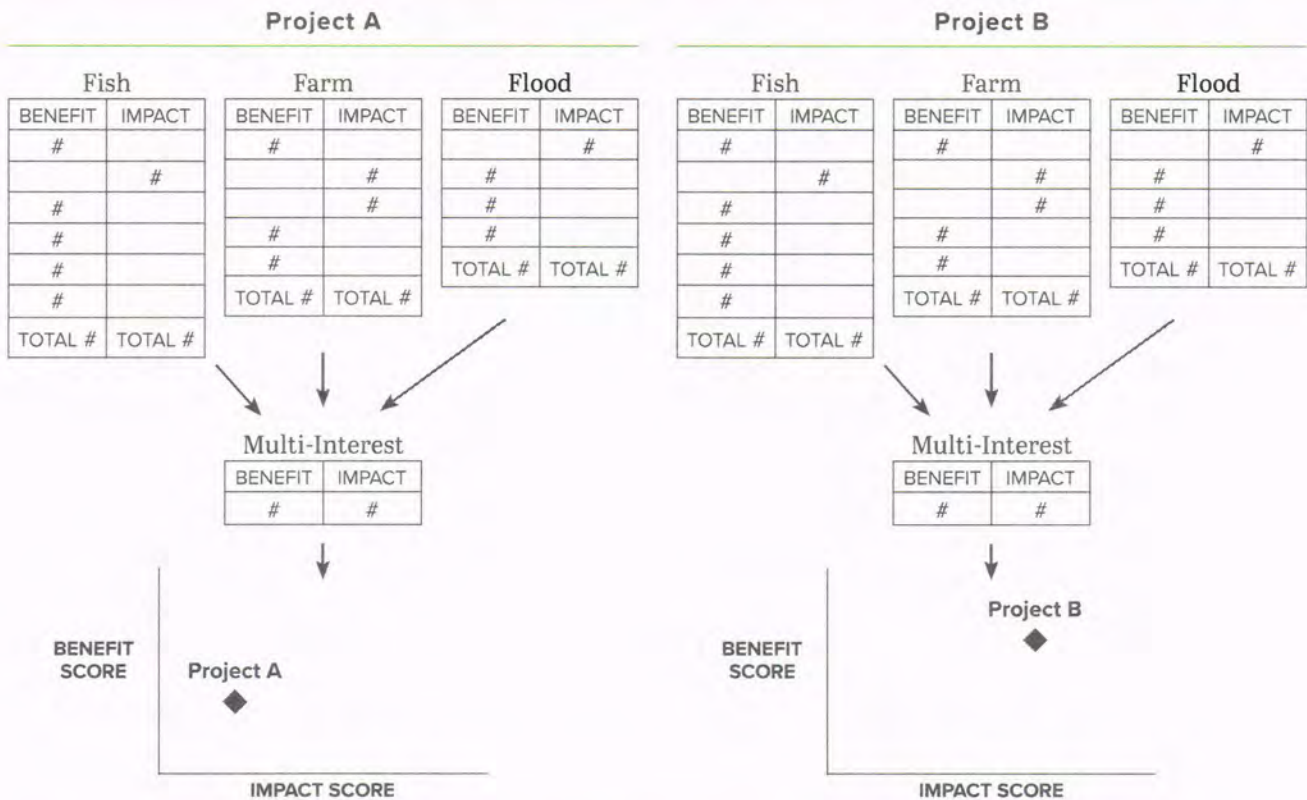 Project A
Fish
BENEFIT IMPACT
#
#
#
#
#
#
TOTAL # TOTAL #
Farm
BENEFIT IMPACT
#
#
#
#
#
TOTAL # TOTAL #
Flood
BENEFIT IMPACT
#
#
#
#
TOTAL # TOTAL #
Multi-Interest
BENEFIT IMPACT
# #
BENEFIT
SCORE
Project A
IMPACT SCORE
Project B
Fish
BENEFIT IMPACT
#
#
#
#
#
#
TOTAL # TOTAL #
Farm
BENEFIT IMPACT
#
#
#
#
#
TOTAL # TOTAL #
Flood
BENEFIT IMPACT
#
#
#
#
TOTAL # TOTAL #
Multi-Interest
BENEFIT IMPACT
# #
Project B
BENEFIT
SCORE
IMPACT SCORE